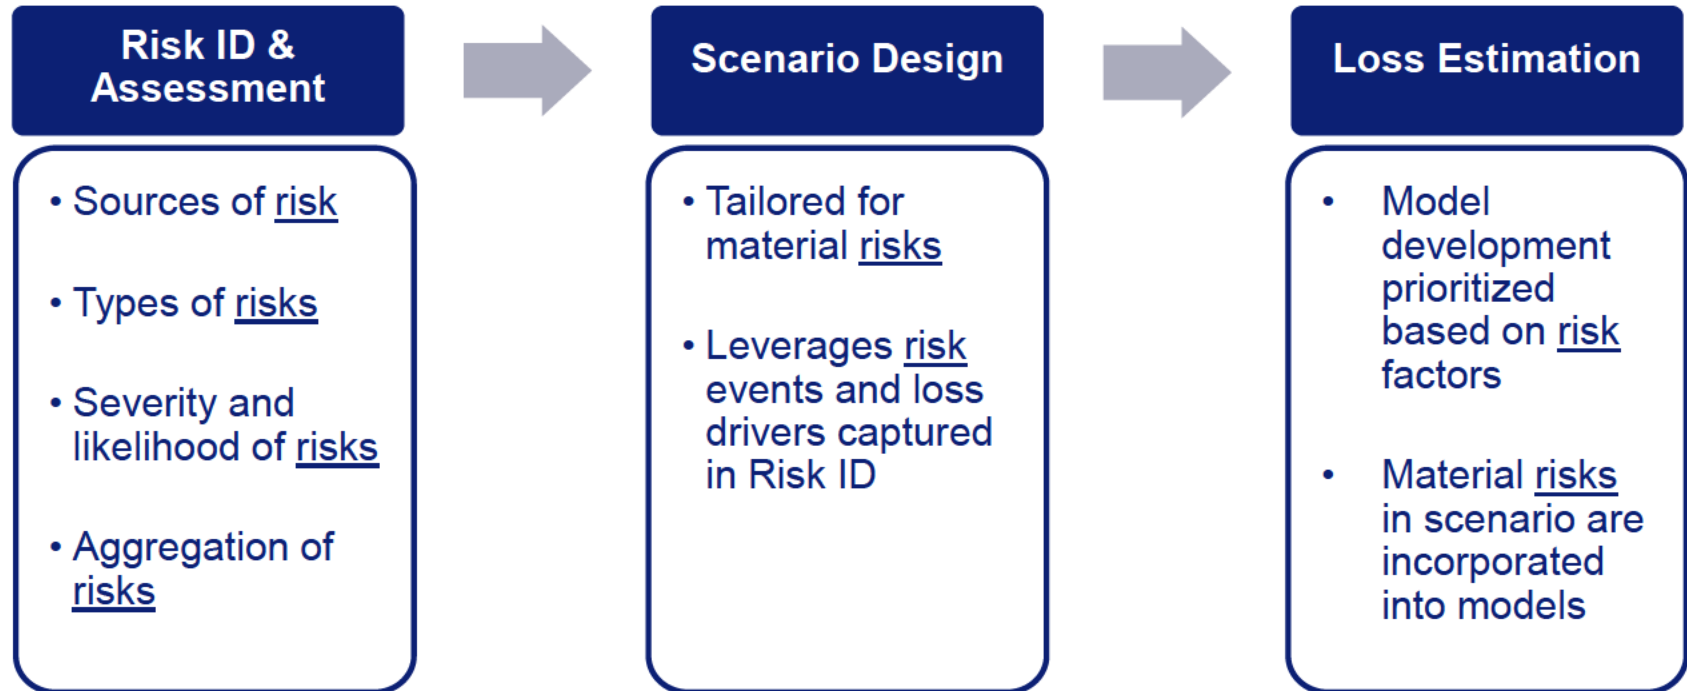 Risk ID &
Assessment
• Sources of risk
• Types of risks
• Severity and
likelihood of risks
• Aggregation of
risks
Scenario Design
• Tailored for
material risks
• Leverages risk
events and loss
drivers captured
in Risk ID
Loss Estimation
• Model
development
prioritized
based on risk
factors
• Material risks
in scenario are
incorporated
into models